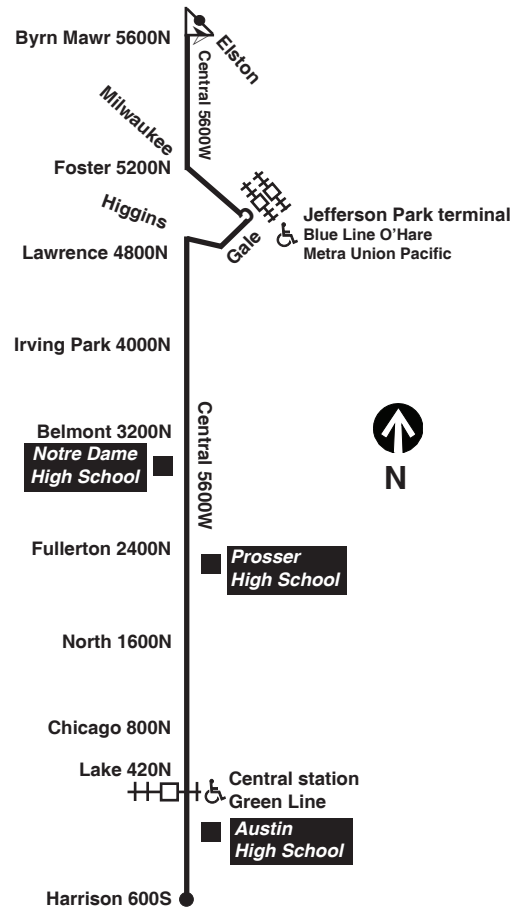 Byrn Mawr 5600N
Elston
Central 5600W
Milwaukee
Foster 5200N
Higgins
Jefferson Park terminal
Blue Line O’Hare
Metra Union Pacific
Gale
Lawrence 4800N
Irving Park 4000N
Central 5600W
Belmont 3200N
Notre Dame
High School
N
Fullerton 2400N
Prosser
High School
North 1600N
Chicago 800N
Lake 420N
Central station
Green Line
Austin
High School
Harrison 600S